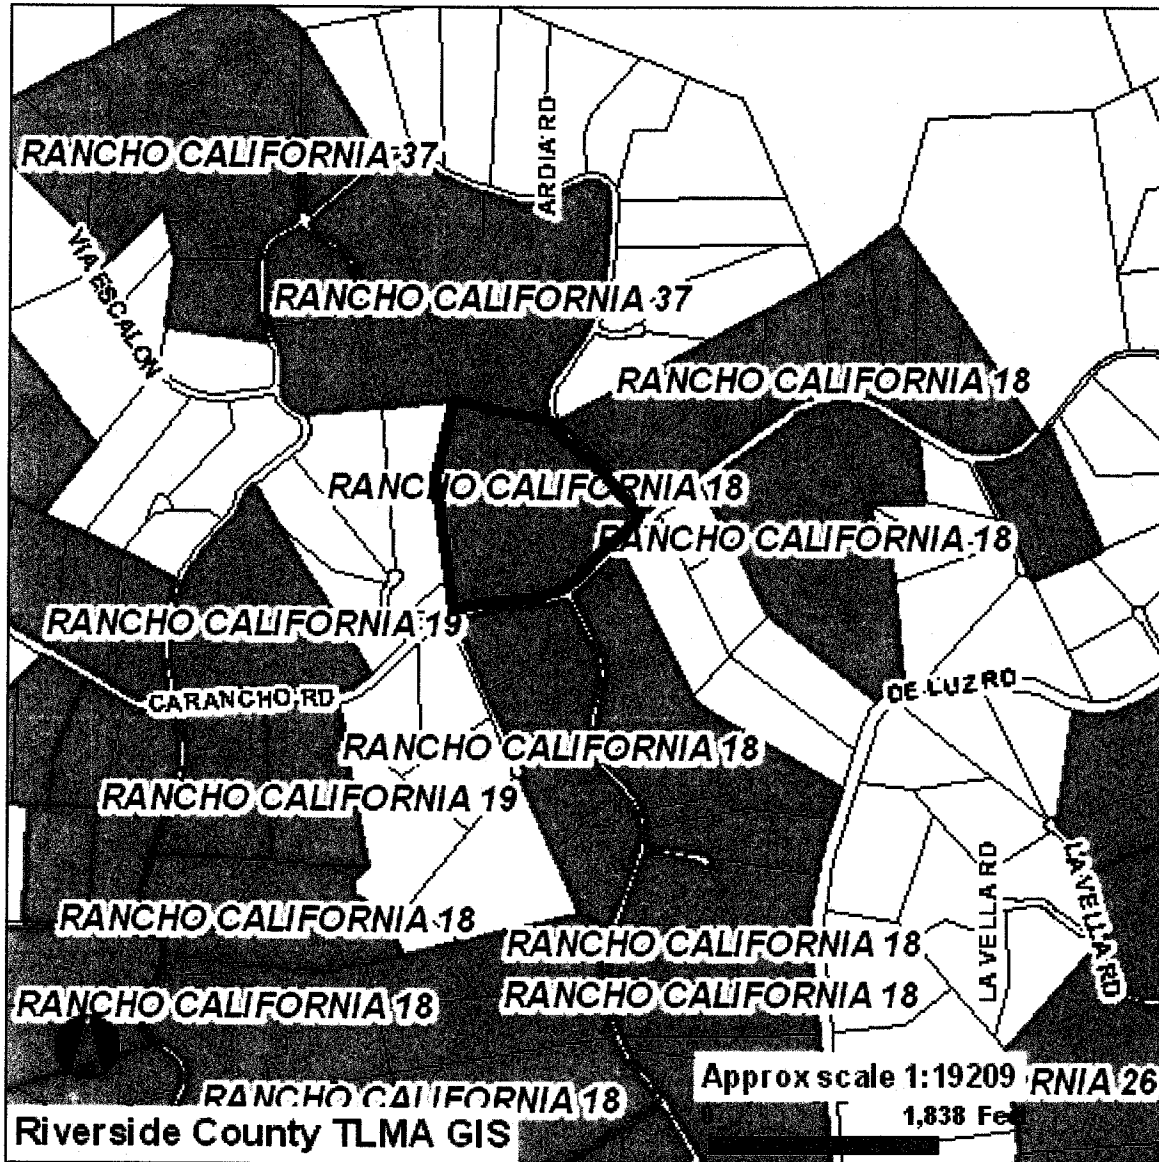 ARDIA RD
RANCHO CALIFORNIA 37
VIA ESCALON
RANCHO CALIFORNIA 37
RANCHO CALIFORNIA 18
RANCHO CALIFORNIA 18
RANCHO CALIFORNIA 18
RANCHO CALIFORNIA 19
DE LUZ RD
CARANCHO RD
RANCHO CALIFORNIA 18
RANCHO CALIFORNIA 19
LA VELLA RD
LA VELLA RD
RANCHO CALIFORNIA 18
RANCHO CALIFORNIA 18
RANCHO CALIFORNIA 18
RANCHO CALIFORNIA 18
Approx scale 1:19209
RNIA 26
RANCHO CALIFORNIA 18
0 1,838 Fee
Riverside County TLMA GIS